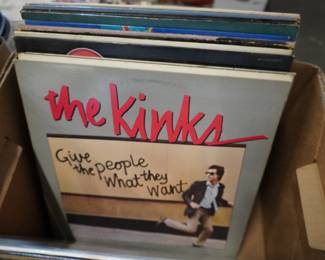 the kinks
Give
the people
What they
Want